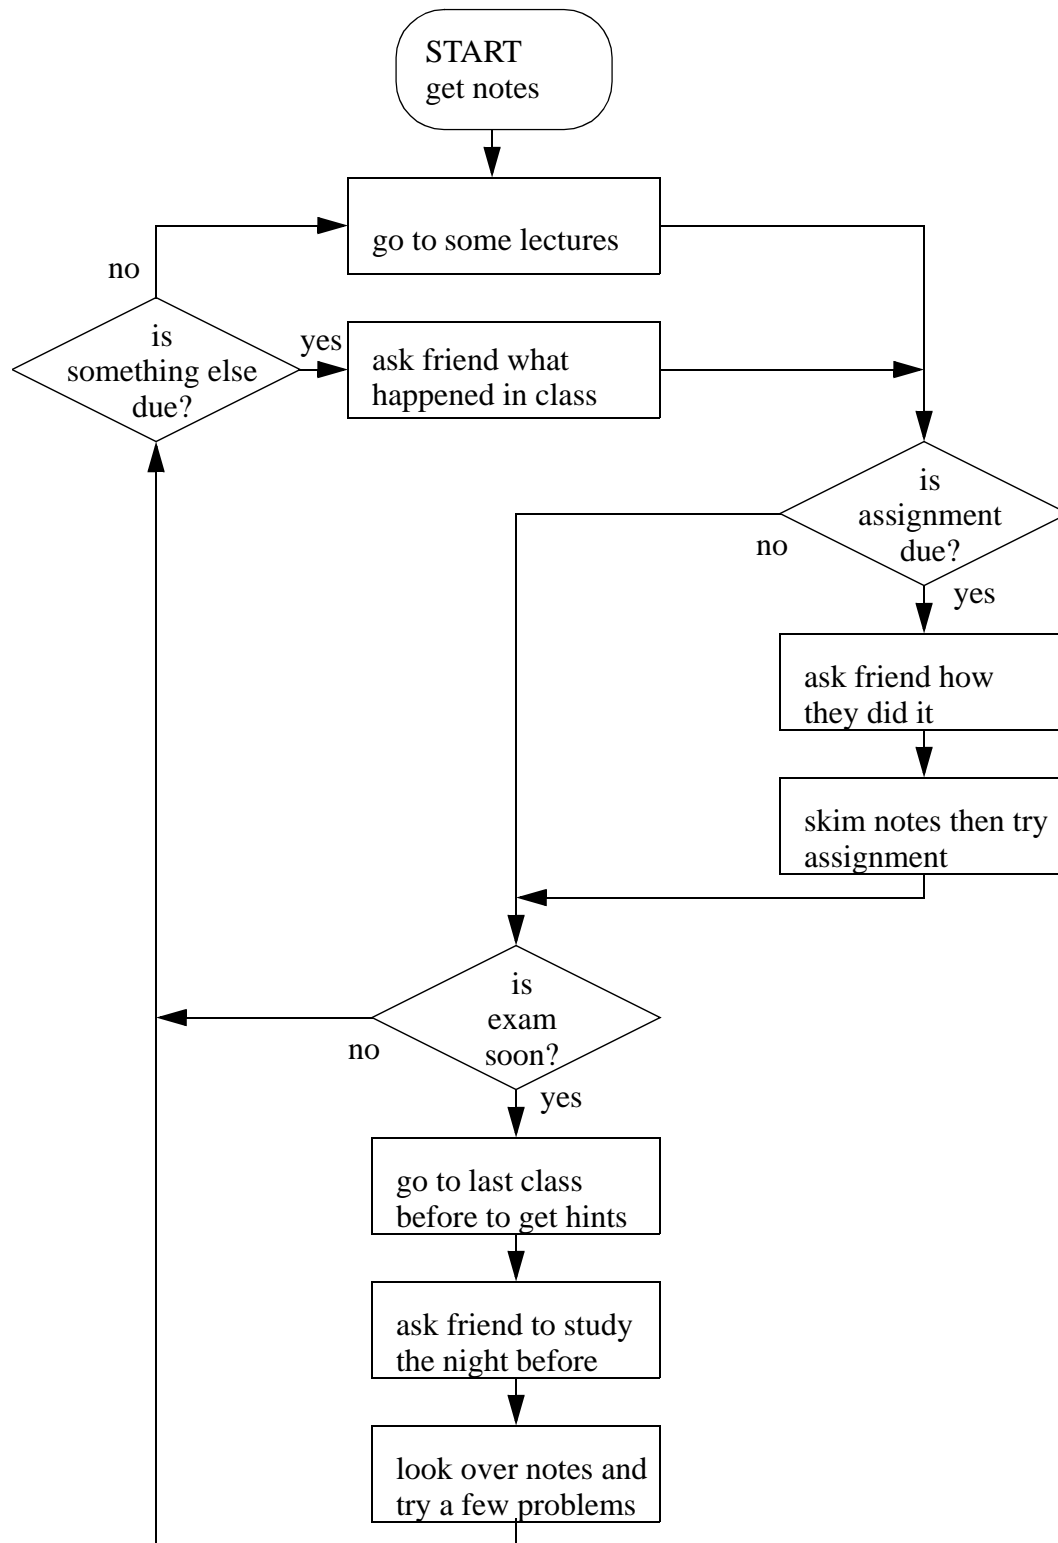 START
get notes
go to some lectures
no
is
something else
due?
yes
ask friend what
happened in class
is
assignment
due?
no
yes
ask friend how
they did it
skim notes then try
assignment
is
exam
soon?
no
yes
go to last class
before to get hints
ask friend to study
the night before
look over notes and
try a few problems